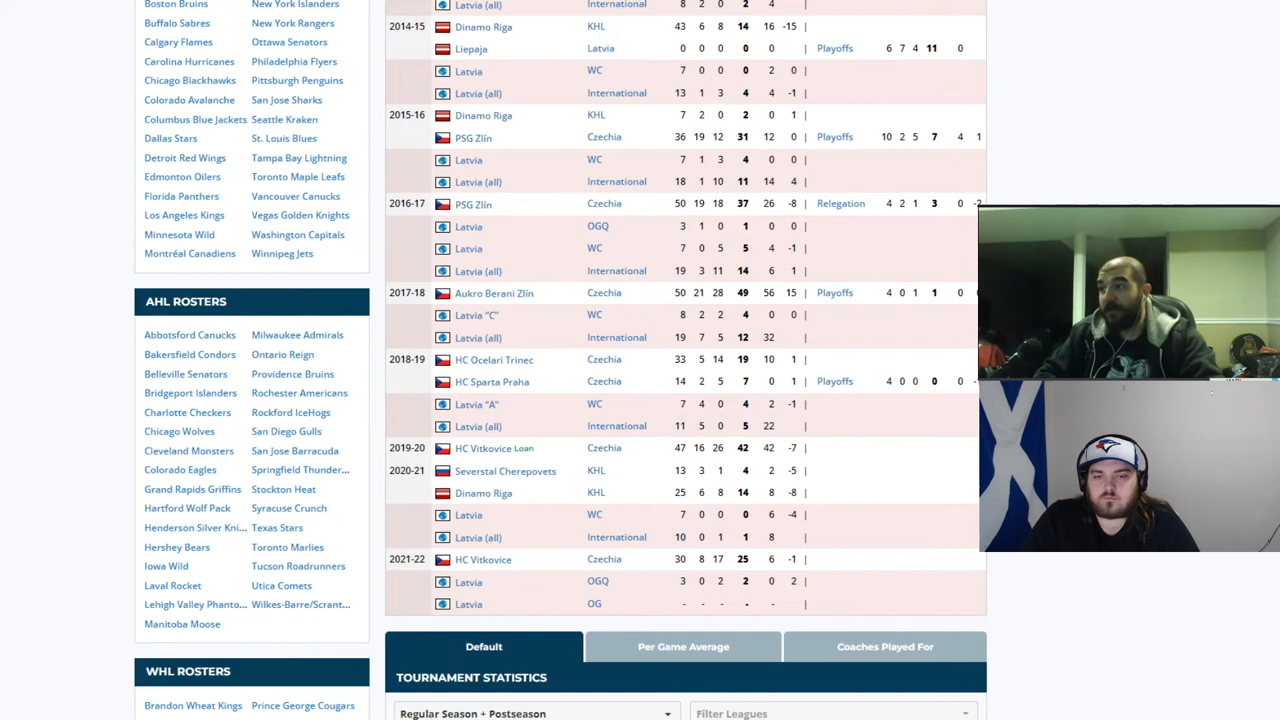 Boston Bruins New York Islanders
Buffalo Sabres New York Rangers
Calgary Flames Ottawa Senators
Carolina Hurricanes Philadelphia Flyers
Chicago Blackhawks Pittsburgh Penguins
Colorado Avalanche San Jose Sharks
Columbus Blue Jackets Seattle Kraken
Dallas Stars St. Louis Blues
Detroit Red Wings Tampa Bay Lightning
Edmonton Oilers Toronto Maple Leafs
Florida Panthers Vancouver Canucks
Los Angeles Kings Vegas Golden Knights
Minnesota Wild Washington Capitals
Montréal Canadiens Winnipeg Jets
AHL ROSTERS
Abbotsford Canucks Milwaukee Admirals
Bakersfield Condors Ontario Reign
Belleville Senators Providence Bruins
Bridgeport Islanders Rochester Americans
Charlotte Checkers Rockford IceHogs
Chicago Wolves San Diego Gulls
Cleveland Monsters San Jose Barracuda
Colorado Eagles Springfield Thunder...
Grand Rapids Griffins Stockton Heat
Hartford Wolf Pack Syracuse Crunch
Henderson Silver Kni... Texas Stars
Hershey Bears Toronto Marlies
Iowa Wild Tucson Roadrunners
Laval Rocket Utica Comets
Lehigh Valley Phanto... Wilkes-Barre/Scrant...
Manitoba Moose
WHL ROSTERS
Brandon Wheat Kings Prince George Cougars
Latvia (all) International 8 2 0 2 4 |
2014-15 Dinamo Riga KHL 43 6 8 14 16 -15 |
Liepaja Latvia 0 0 0 0 0 | Playoffs 6 7 4 11 0
Latvia WC 7 0 0 0 2 0 |
Latvia (all) International 13 1 3 4 4 -1 |
2015-16 Dinamo Riga KHL 7 2 0 2 0 1 |
PSG Zlín Czechia 36 19 12 31 12 0 | Playoffs 10 2 5 7 4 1
Latvia WC 7 1 3 4 0 0 |
Latvia (all) International 18 1 10 11 14 4 |
2016-17 PSG Zlín Czechia 50 19 18 37 26 -8 | Relegation 4 2 1 3 0 -2
Latvia OGQ 3 1 0 1 0 0 |
Latvia WC 7 0 5 5 4 -1 |
Latvia (all) International 19 3 11 14 6 1 |
2017-18 Aukro Berani Zlín Czechia 50 21 28 49 56 15 | Playoffs 4 0 1 1 0
Latvia "C" WC 8 2 2 4 0 0 |
Latvia (all) International 19 7 5 12 32 |
2018-19 HC Ocelari Trinec Czechia 33 5 14 19 10 1 |
HC Sparta Praha Czechia 14 2 5 7 0 1 | Playoffs 4 0 0 0 0 -
Latvia "A" WC 7 4 0 4 2 -1 |
Latvia (all) International 11 5 0 5 22 |
2019-20 HC Vitkovice Loan Czechia 47 16 26 42 42 -7 |
2020-21 Severstal Cherepovets KHL 13 3 1 4 8 -5 |
Dinamo Riga KHL 25 6 8 14 8 -8 |
Latvia WC 7 0 0 0 6 -4 |
Latvia (all) International 10 0 1 1 8 |
2021-22 HC Vitkovice Czechia 30 8 17 25 6 -1 |
Latvia OGQ 3 0 2 2 0 2 |
Latvia OG - - - - - |
Default Per Game Average Coaches Played For
TOURNAMENT STATISTICS
Regular Season + Postseason Filter Leagues